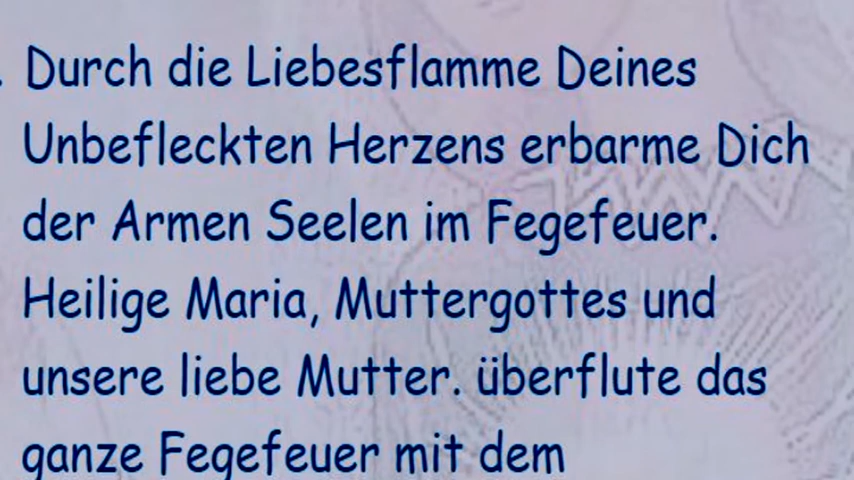 . Durch die Liebesflamme Deines
Unbefleckten Herzens erbarme Dich
der Armen Seelen im Fegefeuer.
Heilige Maria, Muttergottes und
unsere liebe Mutter. überflute das
ganze Fegefeuer mit dem